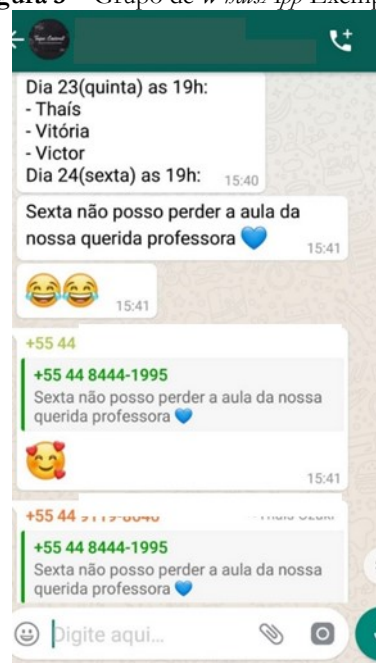 Grupo de WhatsApp
Dia 23(quinta) as 19h:
- Thaís
- Vitória
- Victor
Dia 24(sexta) as 19h: 15:40
Sexta não posso perder a aula da
nossa querida professora 💙 15:41
😂😂 15:41
+55 44
+55 44 8444-1995
Sexta não posso perder a aula da nossa
querida professora 💙
🥰 15:41
+55 44
+55 44 8444-1995
Sexta não posso perder a aula da nossa
querida professora 💙
Digite aqui...